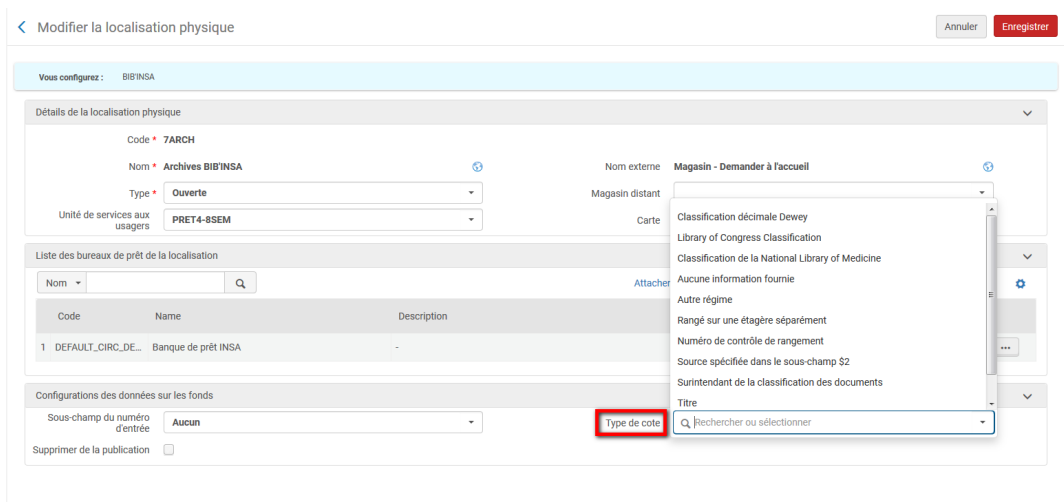 Modifier la localisation physique
Annuler
Enregistrer
Vous configurez : BIB'INSA
Détails de la localisation physique
Code * 7ARCH
Nom * Archives BIB'INSA
Nom externe Magasin - Demander à l'accueil
Type * Ouverte
Magasin distant
Unité de services aux
usagers
PRET4-8SEM
Carte
Classification décimale Dewey
Library of Congress Classification
Classification de la National Library of Medicine
Aucune information fournie
Autre régime
Rangé sur une étagère séparément
Numéro de contrôle de rangement
Source spécifiée dans le sous-champ $2
Surintendant de la classification des documents
Titre
Liste des bureaux de prêt de la localisation
Nom
Attacher
Code Name Description
1 DEFAULT_CIRC_DE... Banque de prêt INSA -
...
Configurations des données sur les fonds
Sous-champ du numéro
d'entrée
Aucun
Type de cote
Rechercher ou sélectionner
Supprimer de la publication